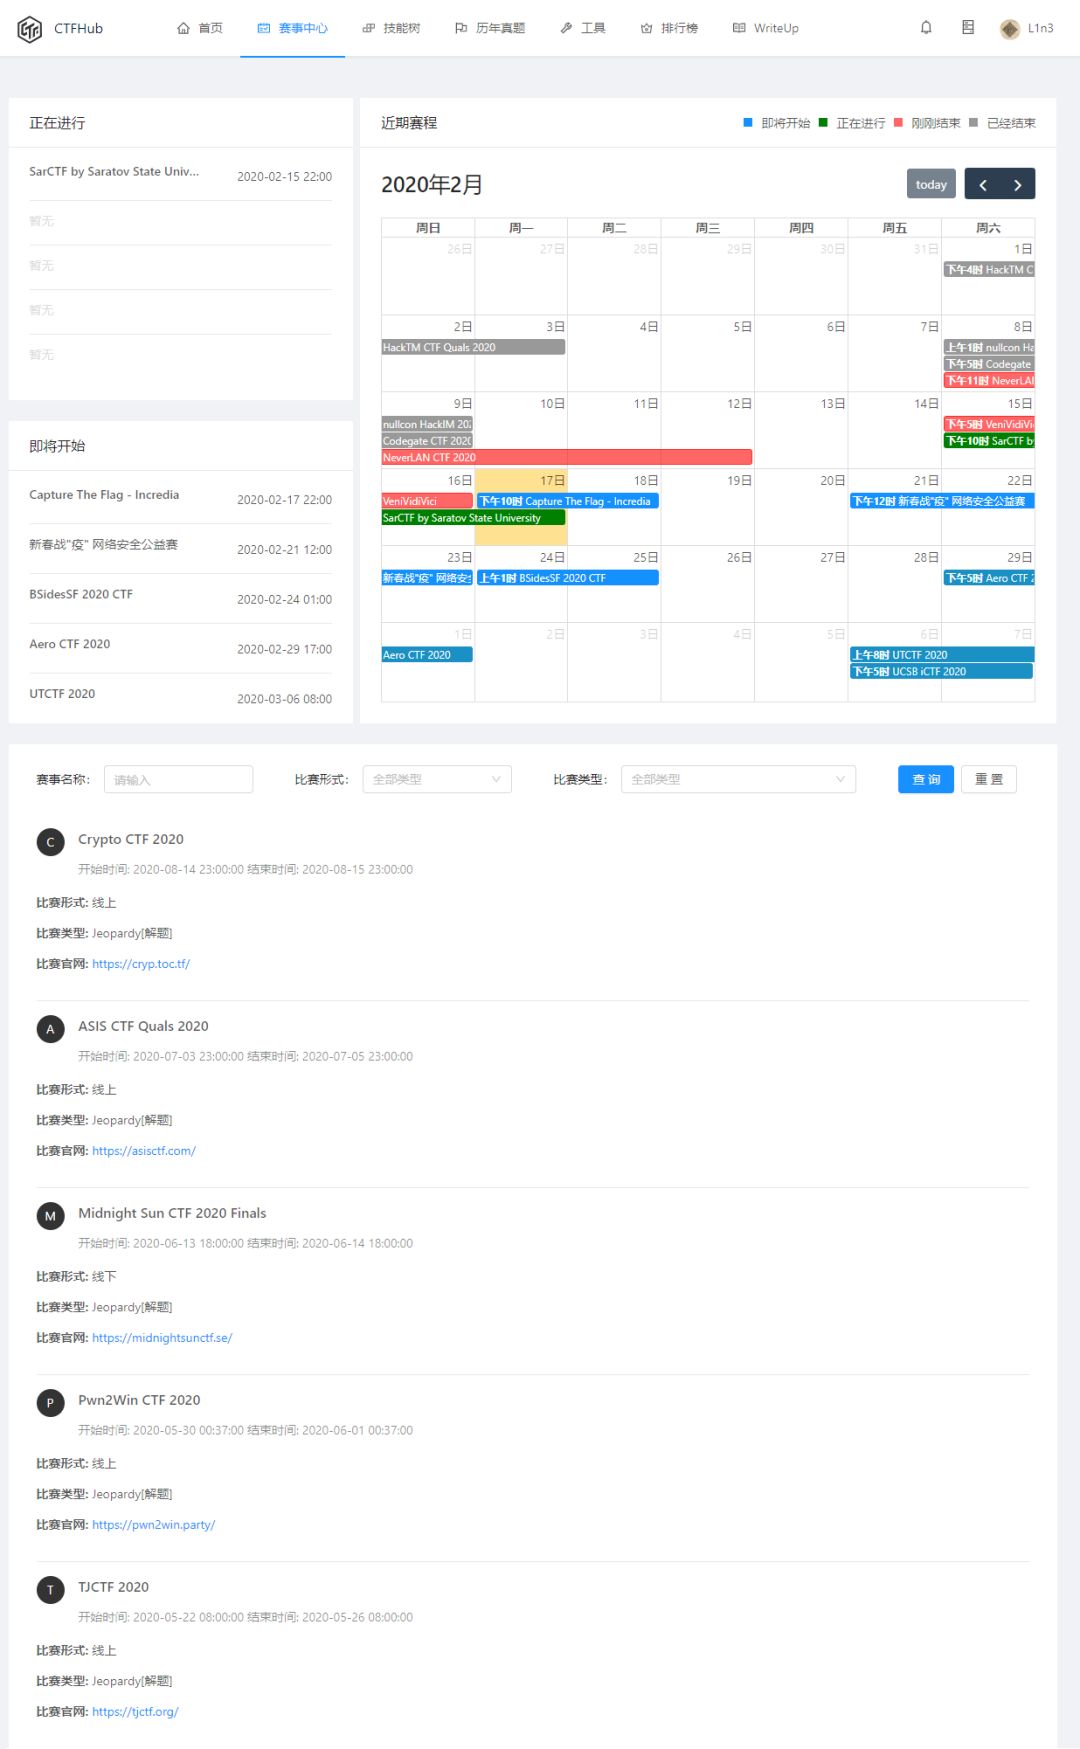 CTFHub 首页 赛事中心 技能树 历年真题 工具 排行榜 WriteUp L1n3
正在进行
SarCTF by Saratov State Univ... 2020-02-15 22:00
暂无
暂无
暂无
暂无
即将开始
Capture The Flag - Incredia 2020-02-17 22:00
新春战"疫" 网络安全公益赛 2020-02-21 12:00
BSidesSF 2020 CTF 2020-02-24 01:00
Aero CTF 2020 2020-02-29 17:00
UTCTF 2020 2020-03-06 08:00
近期赛程 即将开始 正在进行 刚刚结束 已经结束
2020年2月 today
周日 周一 周二 周三 周四 周五 周六
26日 27日 28日 29日 30日 31日 1日
下午4时 HackTM C
2日 3日 4日 5日 6日 7日 8日
HackTM CTF Quals 2020 上午1时 nullcon Ha
下午5时 Codegate
下午11时 NeverLA
9日 10日 11日 12日 13日 14日 15日
nullcon HackIM 202 下午5时 VeniVidiVi
Codegate CTF 2020 下午10时 SarCTF b
NeverLAN CTF 2020
16日 17日 18日 19日 20日 21日 22日
VeniVidiVici 下午10时 Capture The Flag - Incredia 下午12时 新春战"疫" 网络安全公益赛
SarCTF by Saratov State University
23日 24日 25日 26日 27日 28日 29日
新春战"疫" 网络安全 上午1时 BSidesSF 2020 CTF 下午5时 Aero CTF 2
1日 2日 3日 4日 5日 6日 7日
Aero CTF 2020 上午8时 UTCTF 2020
下午5时 UCSB iCTF 2020
赛事名称: 请输入 比赛形式: 全部类型 比赛类型: 全部类型 查 询 重 置
C Crypto CTF 2020
开始时间: 2020-08-14 23:00:00 结束时间: 2020-08-15 23:00:00
比赛形式: 线上
比赛类型: Jeopardy[解题]
比赛官网: https://cryp.toc.tf/
A ASIS CTF Quals 2020
开始时间: 2020-07-03 23:00:00 结束时间: 2020-07-05 23:00:00
比赛形式: 线上
比赛类型: Jeopardy[解题]
比赛官网: https://asisctf.com/
M Midnight Sun CTF 2020 Finals
开始时间: 2020-06-13 18:00:00 结束时间: 2020-06-14 18:00:00
比赛形式: 线下
比赛类型: Jeopardy[解题]
比赛官网: https://midnightsunctf.se/
P Pwn2Win CTF 2020
开始时间: 2020-05-30 00:37:00 结束时间: 2020-06-01 00:37:00
比赛形式: 线上
比赛类型: Jeopardy[解题]
比赛官网: https://pwn2win.party/
T TJCTF 2020
开始时间: 2020-05-22 08:00:00 结束时间: 2020-05-26 08:00:00
比赛形式: 线上
比赛类型: Jeopardy[解题]
比赛官网: https://tjctf.org/